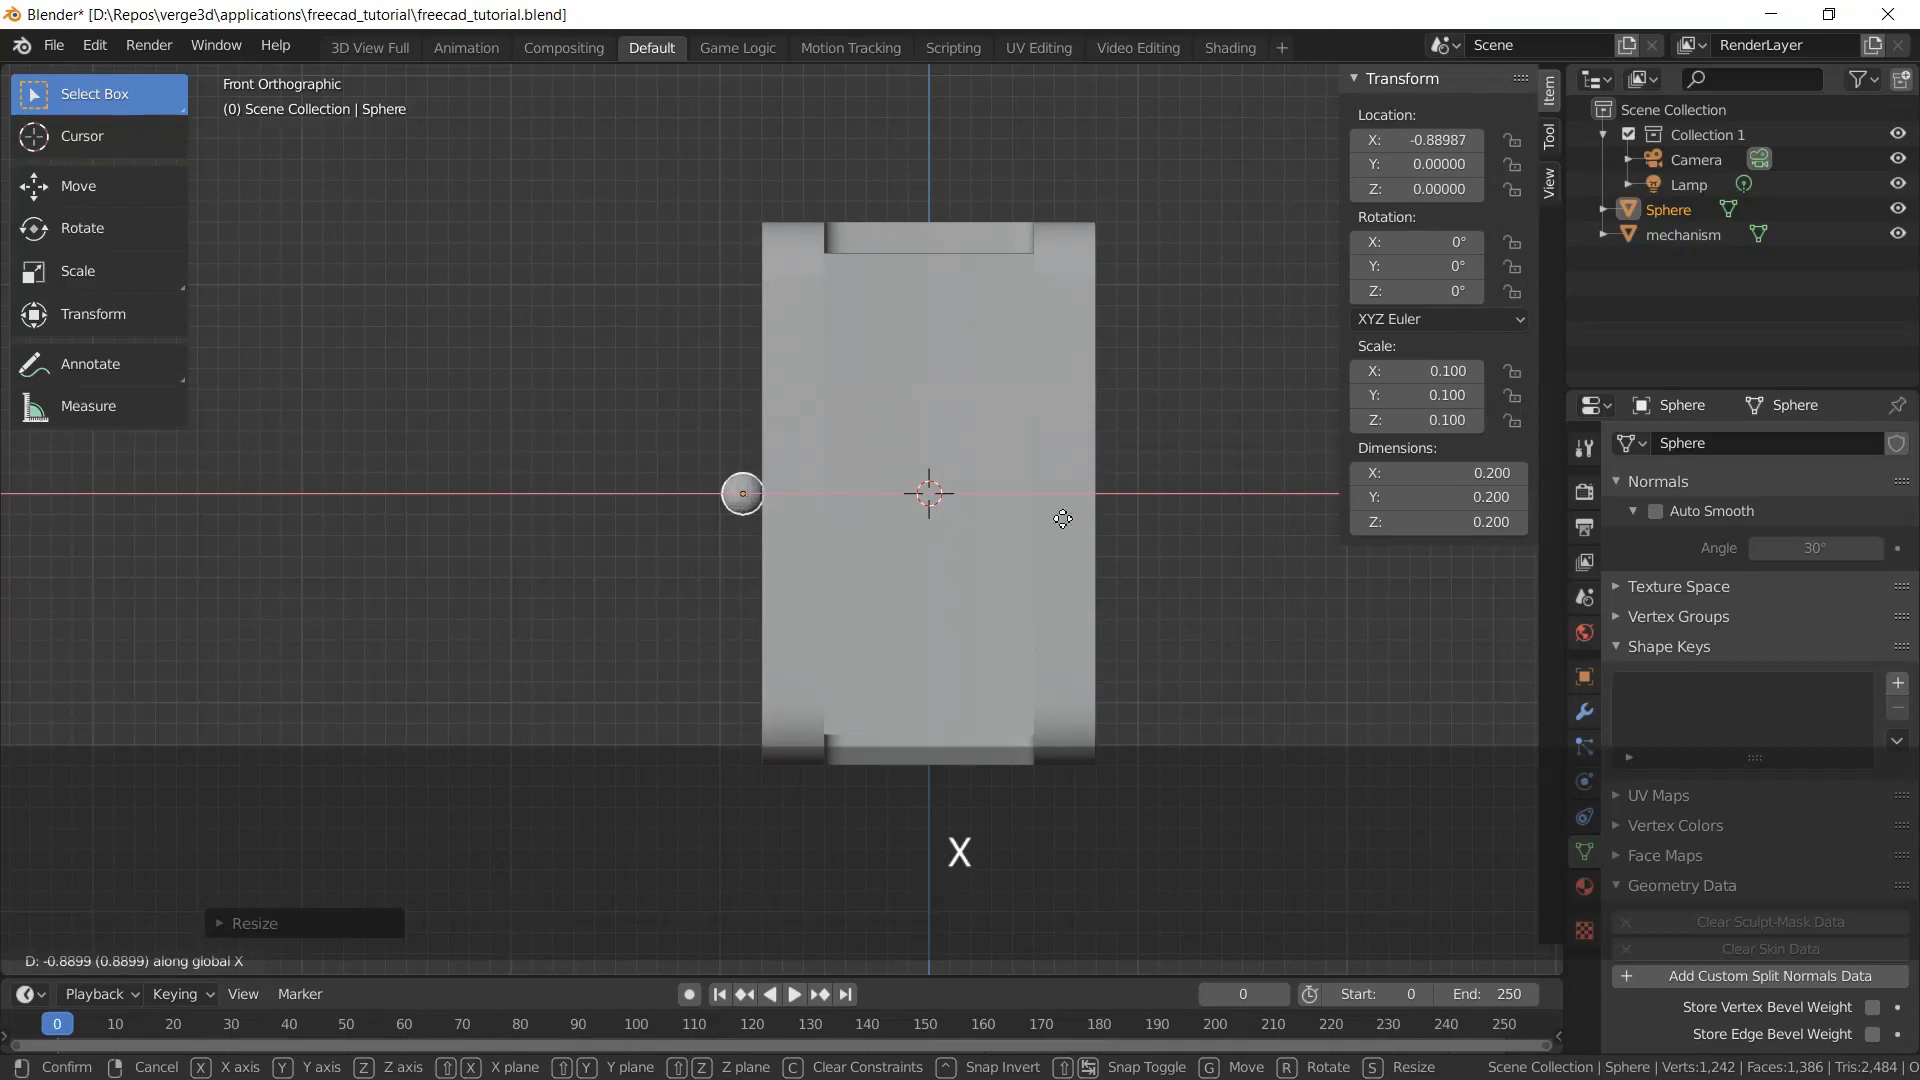 Blender* [D:\Repos\verge3d\applications\freecad_tutorial\freecad_tutorial.blend]
File Edit Render Window Help 3D View Full Animation Compositing Default Game Logic Motion Tracking Scripting UV Editing Video Editing Shading + Scene RenderLayer
Select Box
Cursor
Move
Rotate
Scale
Transform
Annotate
Measure
Front Orthographic
(0) Scene Collection | Sphere
Transform
Location:
X: -0.88987
Y: 0.00000
Z: 0.00000
Rotation:
X: 0°
Y: 0°
Z: 0°
XYZ Euler
Scale:
X: 0.100
Y: 0.100
Z: 0.100
Dimensions:
X: 0.200
Y: 0.200
Z: 0.200
Item
Tool
View
Scene Collection
Collection 1
Camera
Lamp
Sphere
mechanism
Sphere Sphere
Sphere
Normals
Auto Smooth
Angle 30°
Texture Space
Vertex Groups
Shape Keys
UV Maps
Vertex Colors
Face Maps
Geometry Data
Clear Sculpt-Mask Data
Clear Skin Data
Add Custom Split Normals Data
Store Vertex Bevel Weight
Store Edge Bevel Weight
X
Resize
D: -0.8899 (0.8899) along global X
Playback Keying View Marker 0 Start: 0 End: 250
0 10 20 30 40 50 60 70 80 90 100 110 120 130 140 150 160 170 180 190 200 210 220 230 240 250
Confirm Cancel X X axis Y Y axis Z Z axis X X plane Y Y plane Z Z plane C Clear Constraints ^ Snap Invert Snap Toggle G Move R Rotate S Resize Scene Collection | Sphere | Verts:1,242 | Faces:1,386 | Tris:2,484 | O